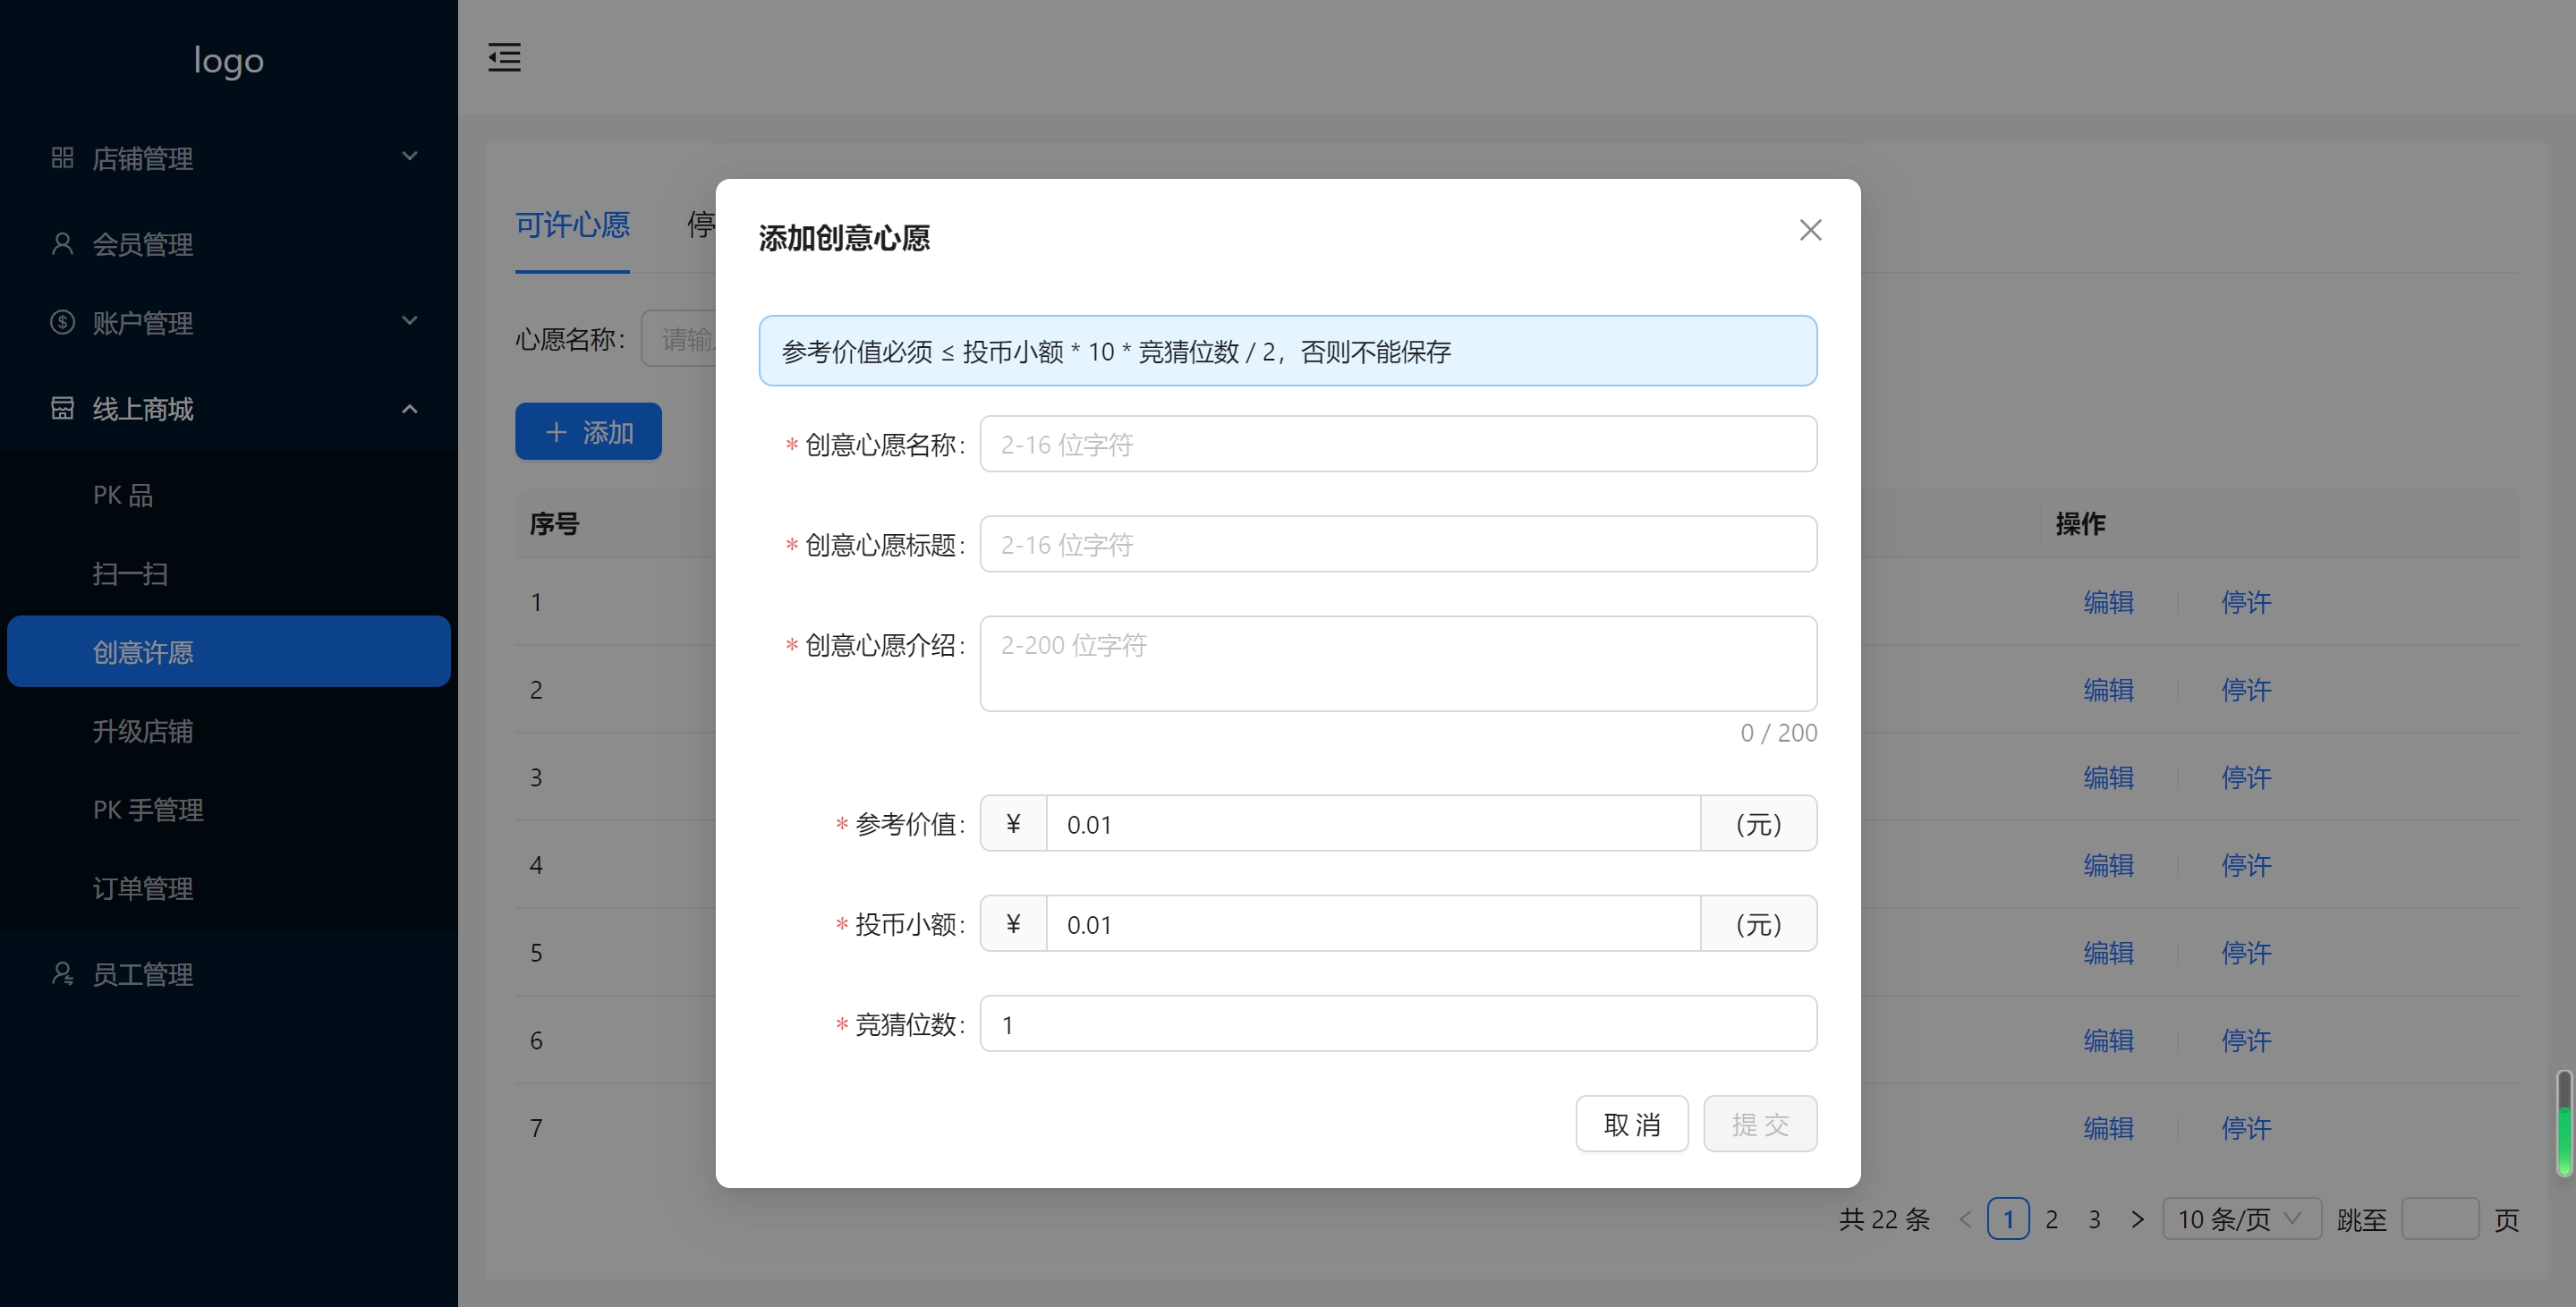 logo
店铺管理
会员管理
账户管理
线上商城
PK 品
扫一扫
创意许愿
升级店铺
PK 手管理
订单管理
员工管理
可许心愿 停
心愿名称： 请输
+ 添加
序号 操作
1 编辑 停许
2 编辑 停许
3 编辑 停许
4 编辑 停许
5 编辑 停许
6 编辑 停许
7 编辑 停许
共 22 条 < 1 2 3 > 10 条/页 跳至 页
添加创意心愿
参考价值必须 ≤ 投币小额 * 10 * 竞猜位数 / 2，否则不能保存
* 创意心愿名称： 2-16 位字符
* 创意心愿标题： 2-16 位字符
* 创意心愿介绍： 2-200 位字符
0 / 200
* 参考价值： ¥ 0.01 （元）
* 投币小额： ¥ 0.01 （元）
* 竞猜位数： 1
取 消 提 交